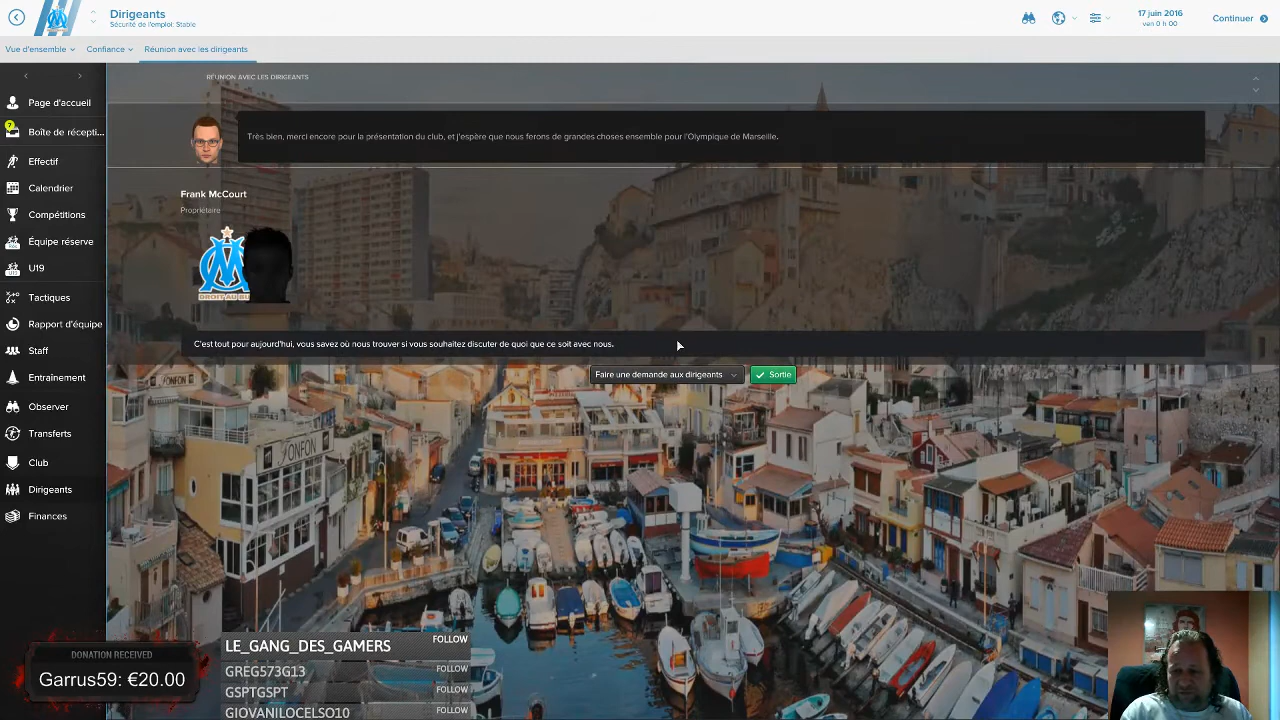 Dirigeants
Sécurité de l'emploi: Stable
17 juin 2016
ven 0 h 00
Continuer
Vue d'ensemble
Confiance
Réunion avec les dirigeants
RÉUNION AVEC LES DIRIGEANTS
Page d'accueil
7
Boîte de récepti...
Effectif
Calendrier
Compétitions
Équipe réserve
U19
Tactiques
Rapport d'équipe
Staff
Entraînement
Observer
Transferts
Club
Dirigeants
Finances
Très bien, merci encore pour la présentation du club, et j'espère que nous ferons de grandes choses ensemble pour l'Olympique de Marseille.
Frank McCourt
Propriétaire
C'est tout pour aujourd'hui, vous savez où nous trouver si vous souhaitez discuter de quoi que ce soit avec nous.
Faire une demande aux dirigeants
Sortie
DONATION RECEIVED
Garrus59: €20.00
LE_GANG_DES_GAMERS FOLLOW
GREG573G13 FOLLOW
GSPTGSPT FOLLOW
GIOVANILOCELSO10 FOLLOW